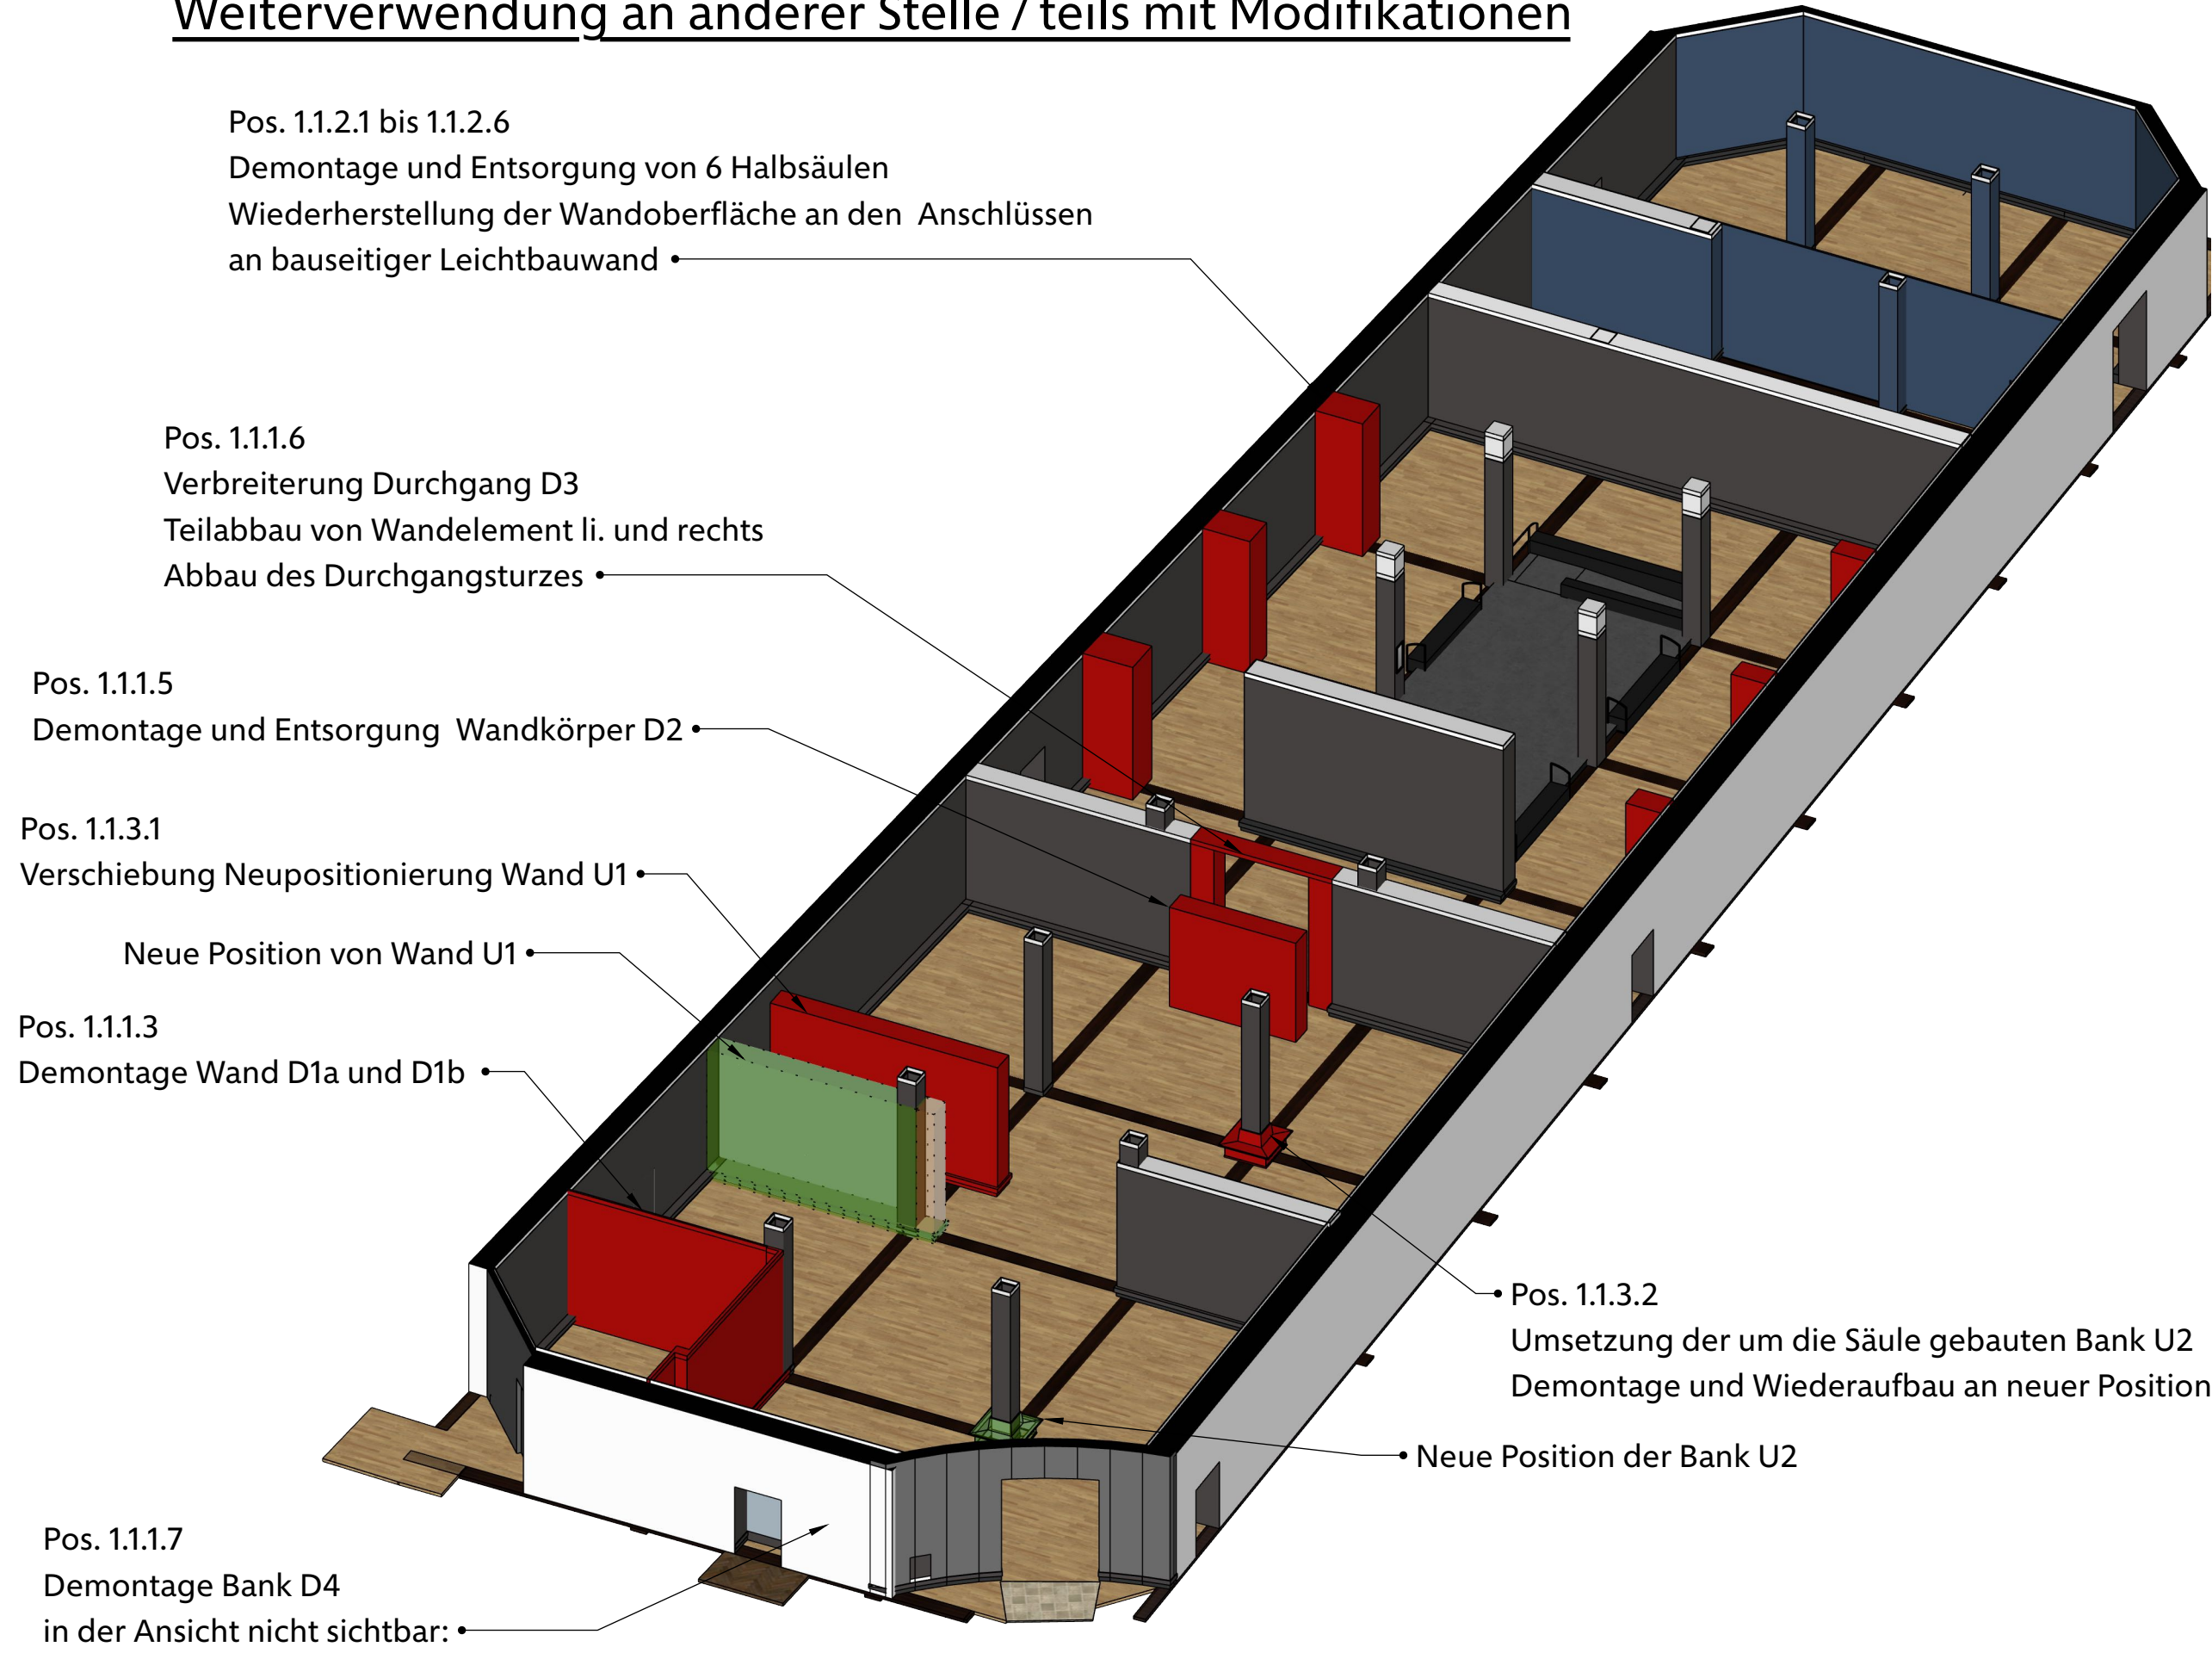 Weiterverwendung an anderer Stelle / teils mit Modifikationen
Pos. 1.1.2.1 bis 1.1.2.6
Demontage und Entsorgung von 6 Halbsäulen
Wiederherstellung der Wandoberfläche an den Anschlüssen
an bauseitiger Leichtbauwand
Pos. 1.1.1.6
Verbreiterung Durchgang D3
Teilabbau von Wandelement li. und rechts
Abbau des Durchgangsturzes
Pos. 1.1.1.5
Demontage und Entsorgung Wandkörper D2
Pos. 1.1.3.1
Verschiebung Neupositionierung Wand U1
Neue Position von Wand U1
Pos. 1.1.1.3
Demontage Wand D1a und D1b
Pos. 1.1.3.2
Umsetzung der um die Säule gebauten Bank U2
Demontage und Wiederaufbau an neuer Position
Neue Position der Bank U2
Pos. 1.1.1.7
Demontage Bank D4
in der Ansicht nicht sichtbar: